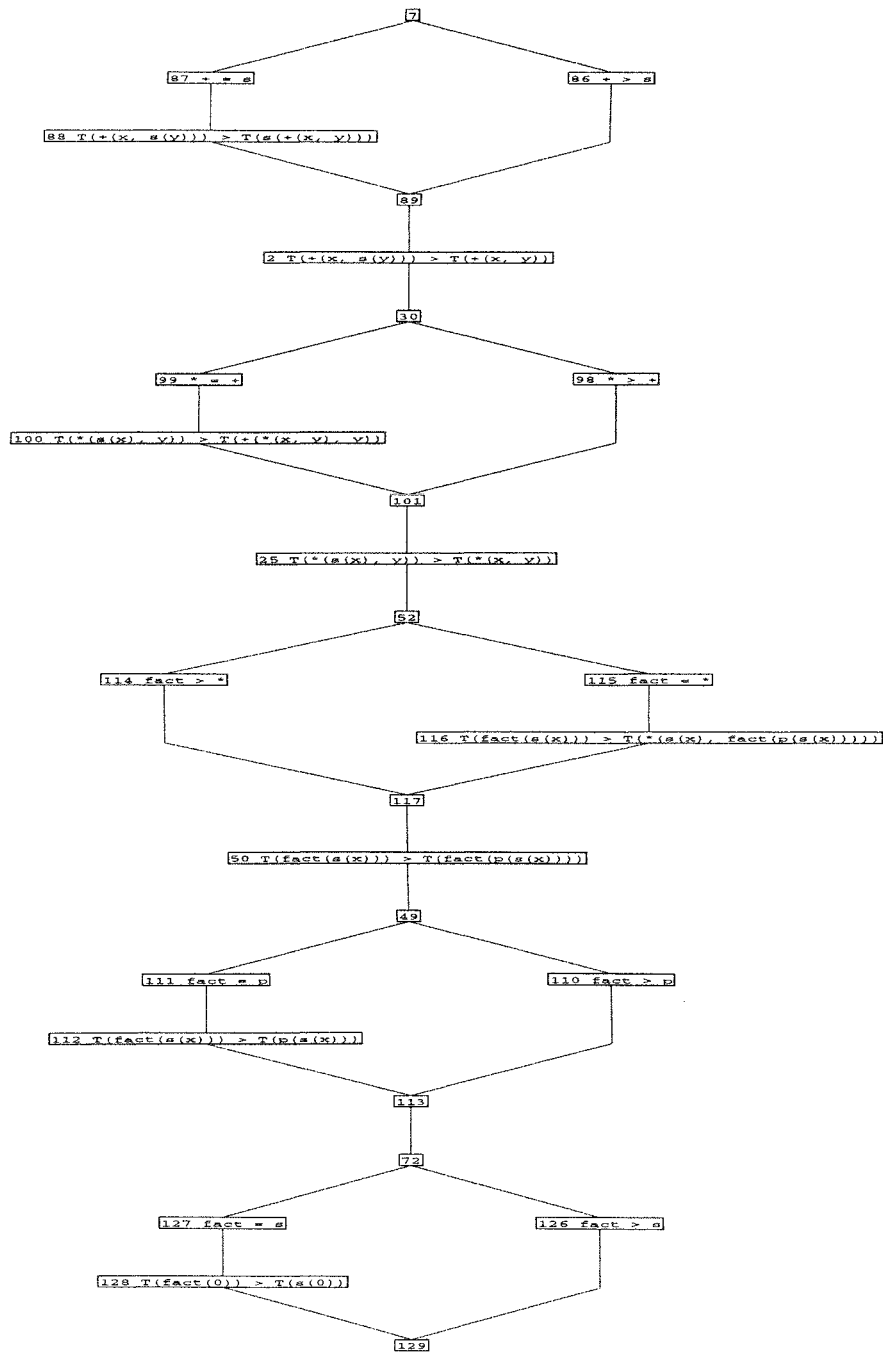 7
87 + = s
86 + > s
88 T(+(x, s(y))) > T(s(+(x, y)))
89
2 T(+(x, s(y))) > T(+(x, y))
30
99 * = +
98 * > +
100 T(*(s(x), y)) > T(+(*(x, y), y))
101
25 T(*(s(x), y)) > T(*(x, y))
52
114 fact > *
115 fact = *
116 T(fact(s(x))) > T(*(s(x), fact(p(s(x)))))
117
50 T(fact(s(x))) > T(fact(p(s(x))))
49
111 fact = p
110 fact > p
112 T(fact(s(x))) > T(p(s(x)))
113
72
127 fact = s
126 fact > s
128 T(fact(0)) > T(s(0))
129